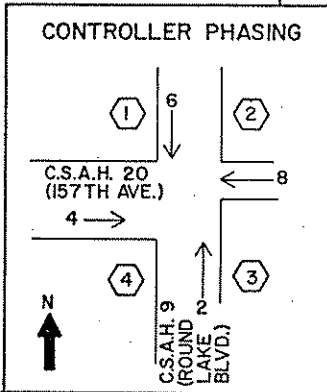 CONTROLLER PHASING
1
6
2
C.S.A.H. 20
(157TH AVE.)
8
4
4
3
N
2
C.S.A.H. 9
(ROUND
LAKE
BLVD.)